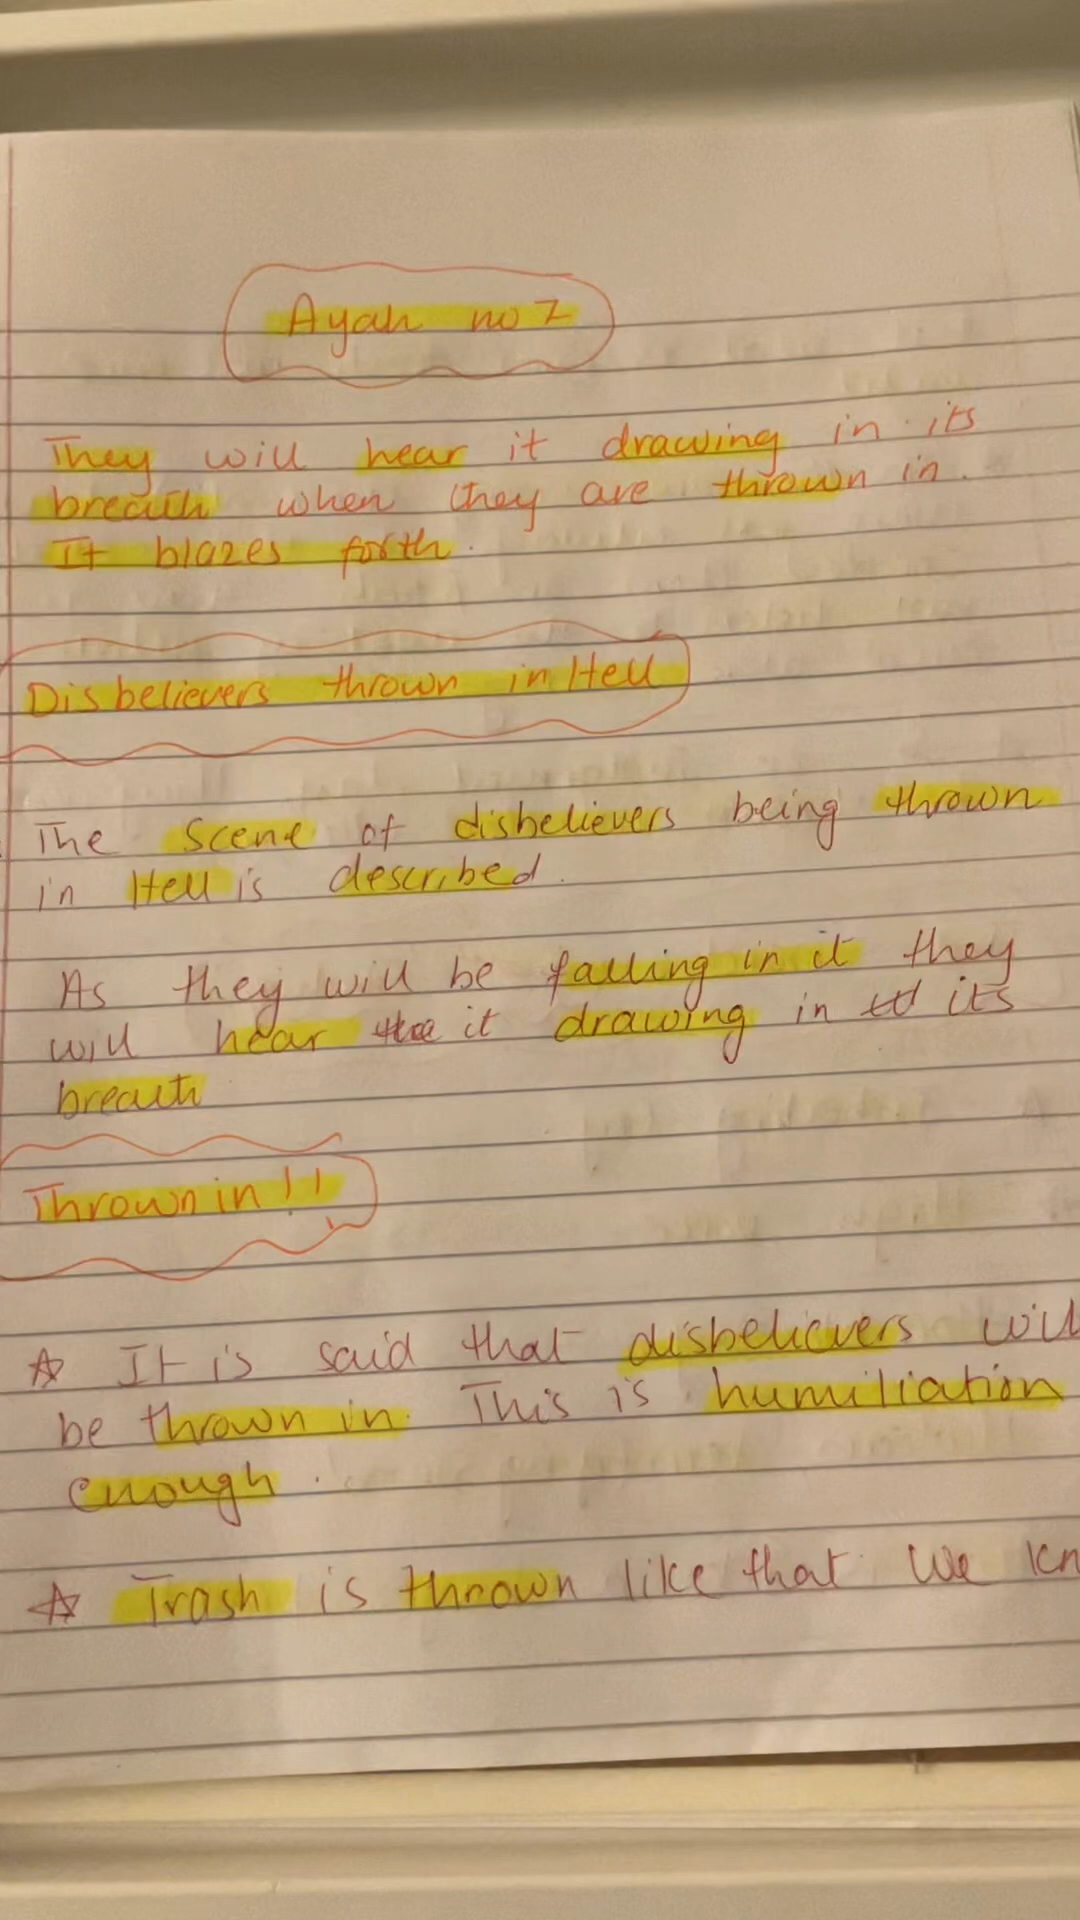 Ayah no 7
They will hear it drawing in its
breath when they are thrown in.
It blazes forth.
Disbelievers thrown in Hell
The scene of disbelievers being thrown
in Hell is described.
As they will be falling in it they
will hear it drawing in its
breath
Thrown in !!
☆ It is said that disbelievers will
be thrown in. This is humiliation
enough.
☆ Trash is thrown like that. We kn